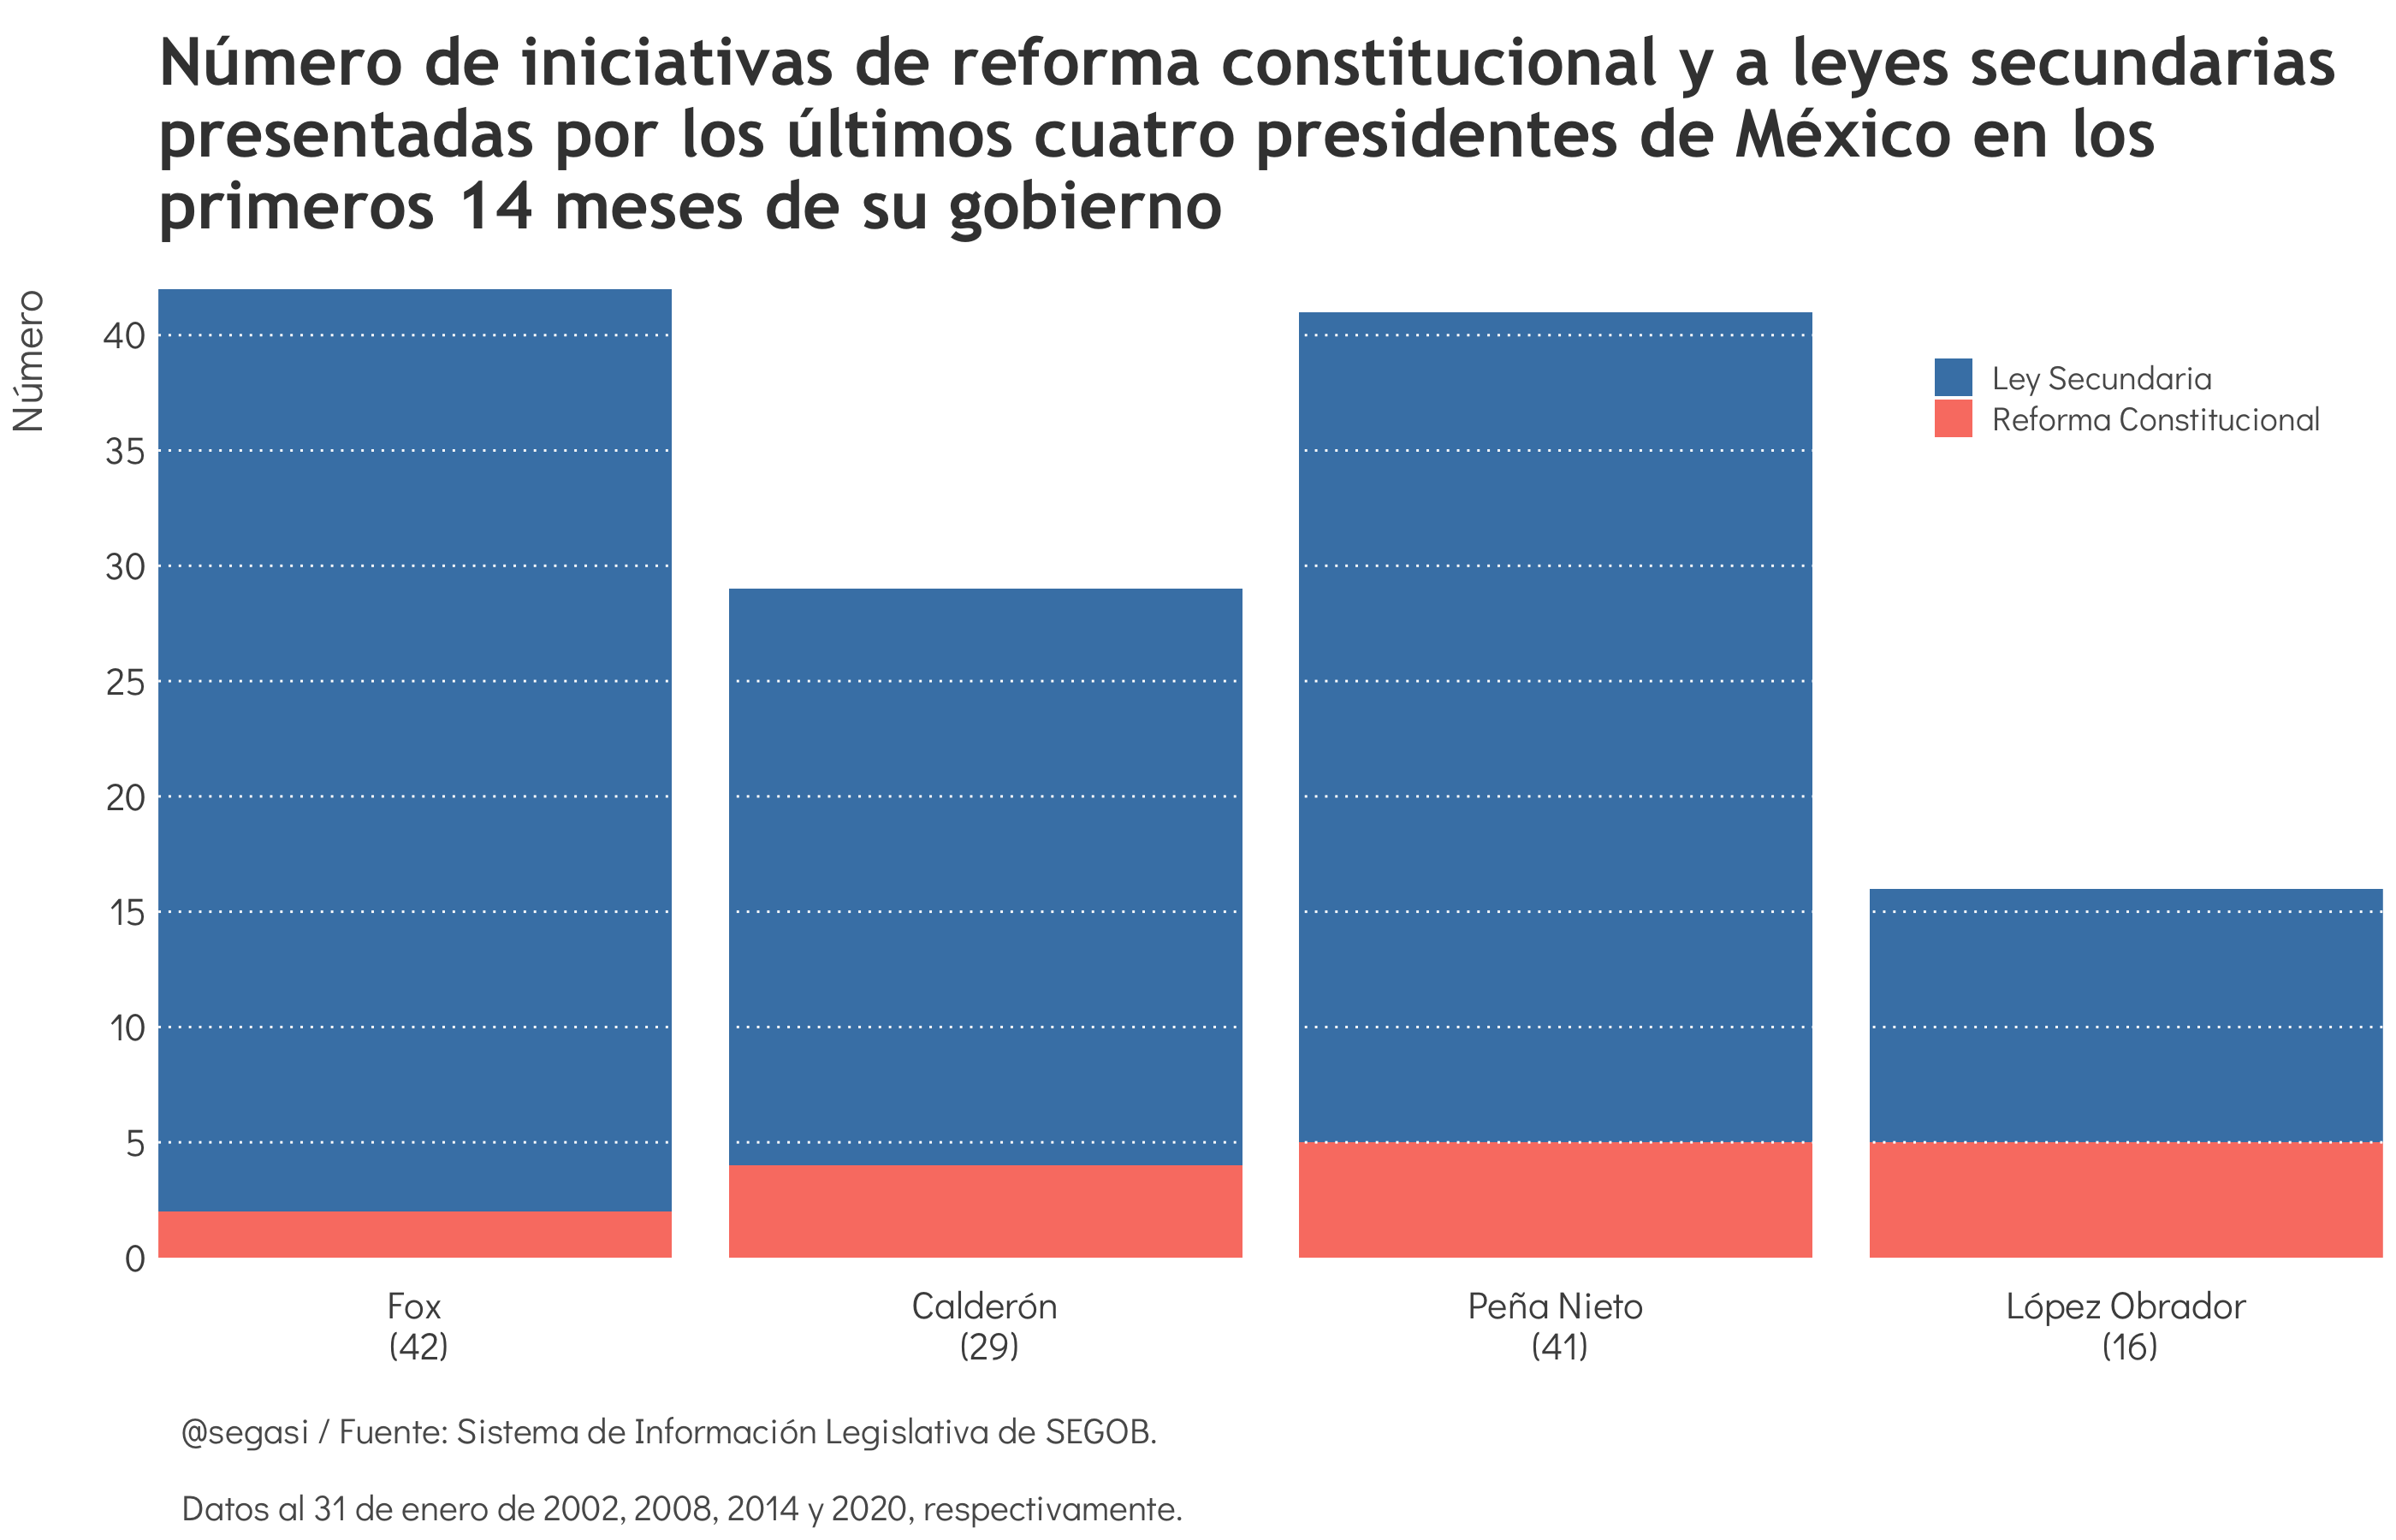 Número de iniciativas de reforma constitucional y a leyes secundarias
presentadas por los últimos cuatro presidentes de México en los
primeros 14 meses de su gobierno
Número
40
35
30
25
20
15
10
5
0
Ley Secundaria
Reforma Constitucional
Fox
(42)
Calderón
(29)
Peña Nieto
(41)
López Obrador
(16)
@segasi / Fuente: Sistema de Información Legislativa de SEGOB.
Datos al 31 de enero de 2002, 2008, 2014 y 2020, respectivamente.